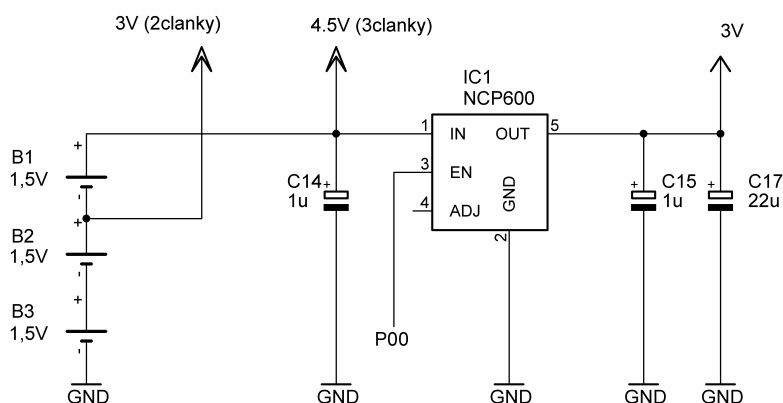 3V (2clanky)
4.5V (3clanky)
3V
IC1
NCP600
1
IN
OUT
5
3
EN
4
ADJ
GND
2
+
B1
1,5V
-
+
B2
1,5V
-
+
B3
1,5V
-
C14
+
1u
+
C15
1u
+
C17
22u
P00
GND
GND
GND
GND
GND